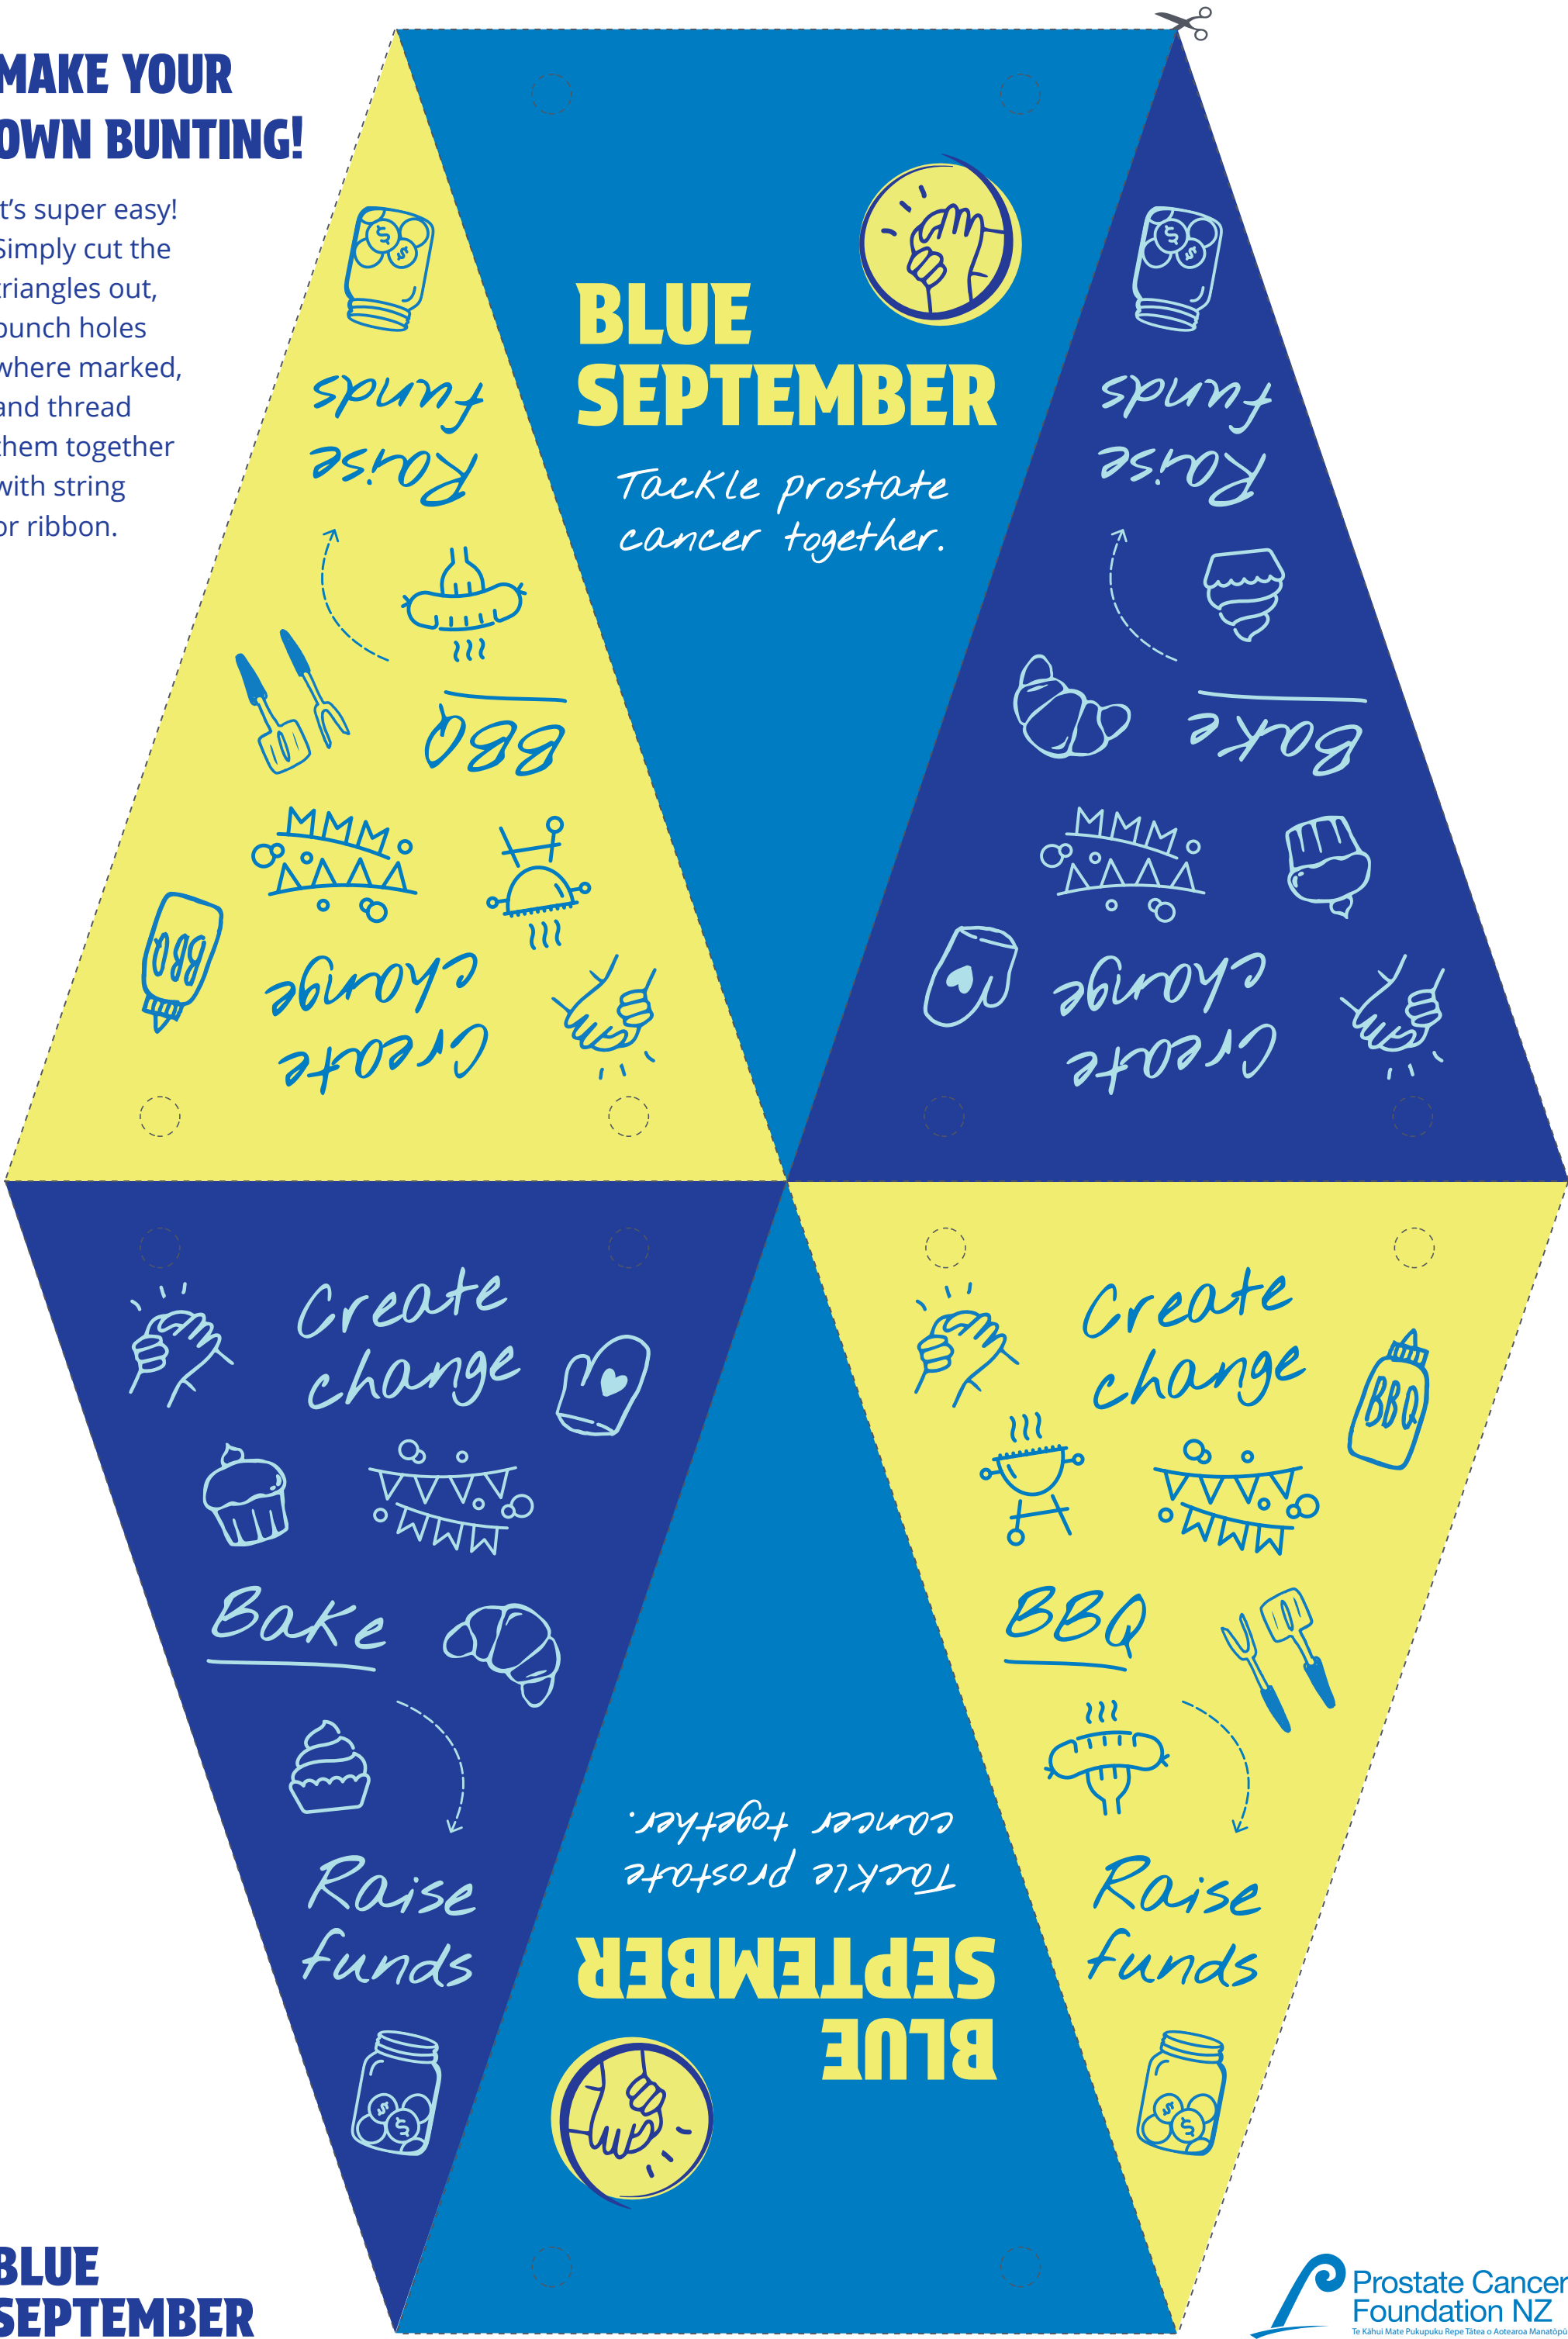 MAKE YOUR
OWN BUNTING!
It's super easy!
Simply cut the
triangles out,
punch holes
where marked,
and thread
them together
with string
or ribbon.
BLUE
SEPTEMBER
Tackle prostate
cancer together.
Create
change
BBQ
BBQ
Raise
funds
Create
change
Bake
Raise
funds
Create
change
Bake
Raise
funds
Create
change
BBQ
BBQ
Raise
funds
BLUE
SEPTEMBER
Tackle prostate
cancer together.
BLUE
SEPTEMBER
Prostate Cancer
Foundation NZ
Te Kāhui Mate Pukupuku Repe Tātea o Aotearoa